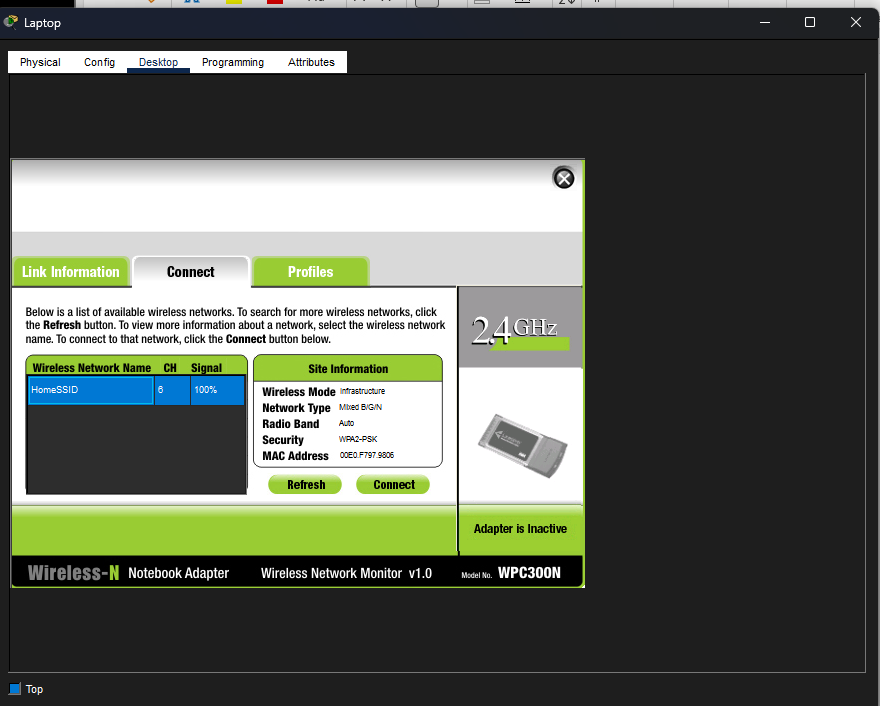 Laptop
Physical Config Desktop Programming Attributes
Link Information Connect Profiles
Below is a list of available wireless networks. To search for more wireless networks, click
the Refresh button. To view more information about a network, select the wireless network
name. To connect to that network, click the Connect button below.
2.4GHz
Wireless Network Name CH Signal
HomeSSID 6 100%
Site Information
Wireless Mode Infrastructure
Network Type Mixed B/G/N
Radio Band Auto
Security WPA2-PSK
MAC Address 00E0.F797.9806
Refresh Connect
Adapter is Inactive
Wireless-N Notebook Adapter Wireless Network Monitor v1.0 Model No. WPC300N
Top